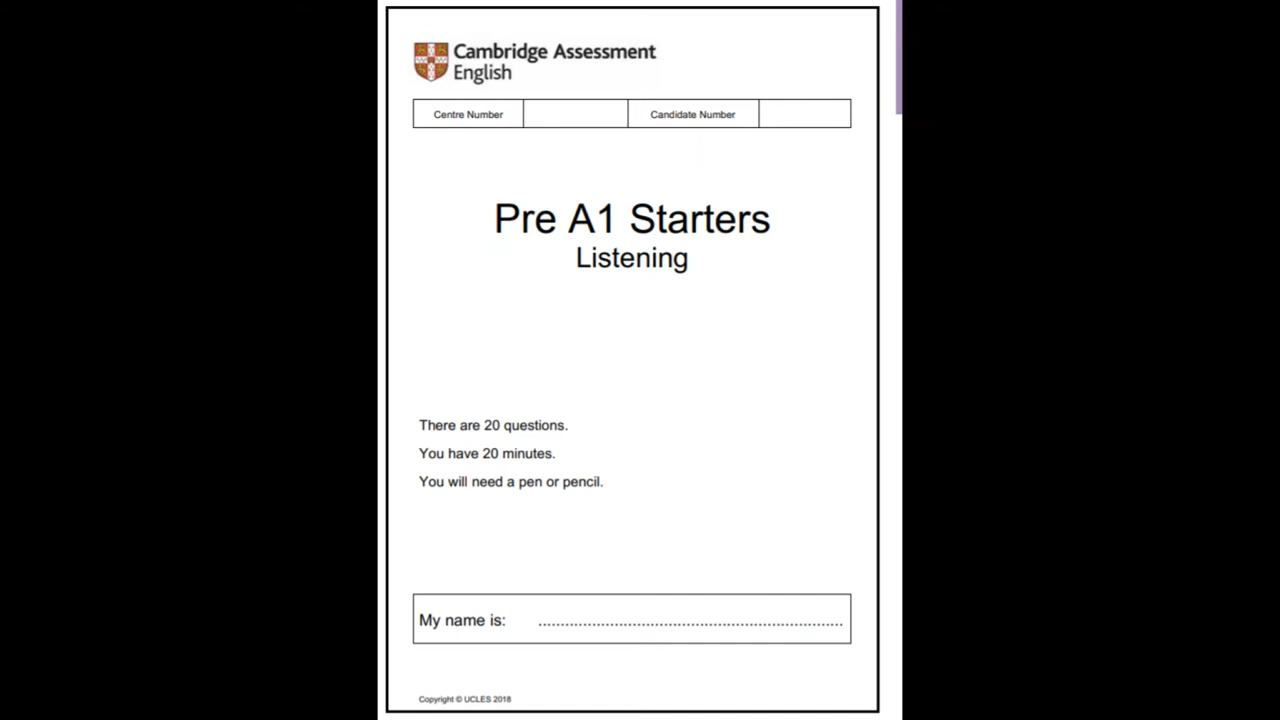 Cambridge Assessment
English
Centre Number
Candidate Number
Pre A1 Starters
Listening
There are 20 questions.
You have 20 minutes.
You will need a pen or pencil.
My name is: ....................................................................
Copyright © UCLES 2018